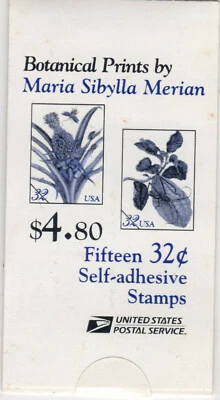 Botanical Prints by
Maria Sibylla Merian
32 USA
32 USA
$4.80
Fifteen 32¢
Self-adhesive
Stamps
UNITED STATES
POSTAL SERVICE™